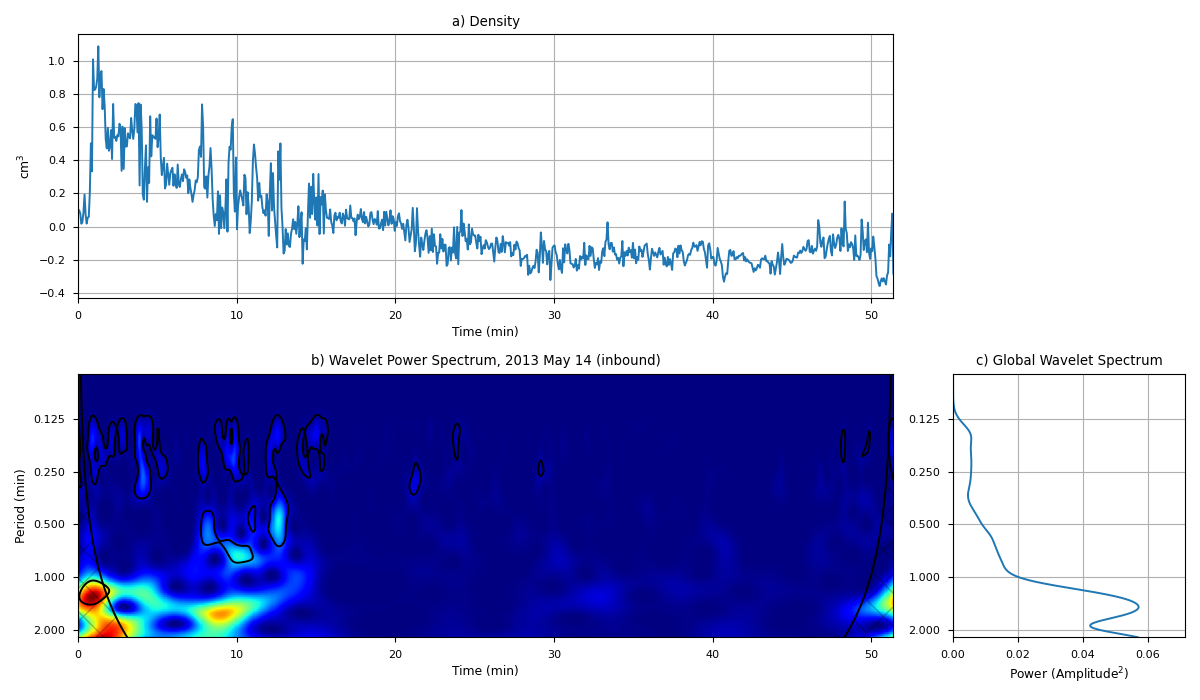 a) Density
1.0
0.8
0.6
0.4
0.2
0.0
−0.2
−0.4
cm³
0 10 20 30 40 50
Time (min)
b) Wavelet Power Spectrum, 2013 May 14 (inbound)
0.125
0.250
0.500
1.000
2.000
Period (min)
0 10 20 30 40 50
Time (min)
c) Global Wavelet Spectrum
0.125
0.250
0.500
1.000
2.000
0.00 0.02 0.04 0.06
Power (Amplitude²)